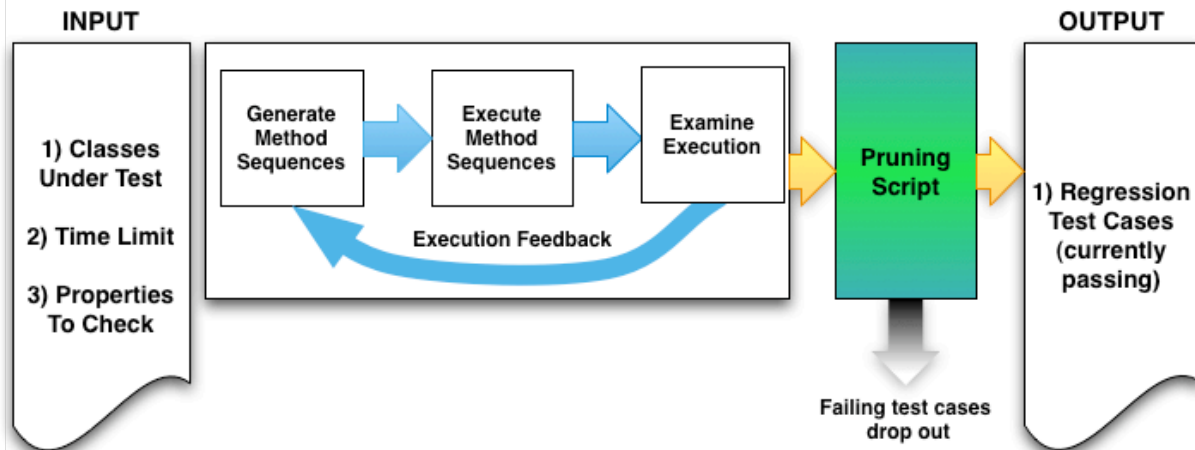 INPUT
1) Classes
Under Test
2) Time Limit
3) Properties
To Check
Generate
Method
Sequences
Execute
Method
Sequences
Examine
Execution
Execution Feedback
Pruning
Script
Failing test cases
drop out
OUTPUT
1) Regression
Test Cases
(currently
passing)